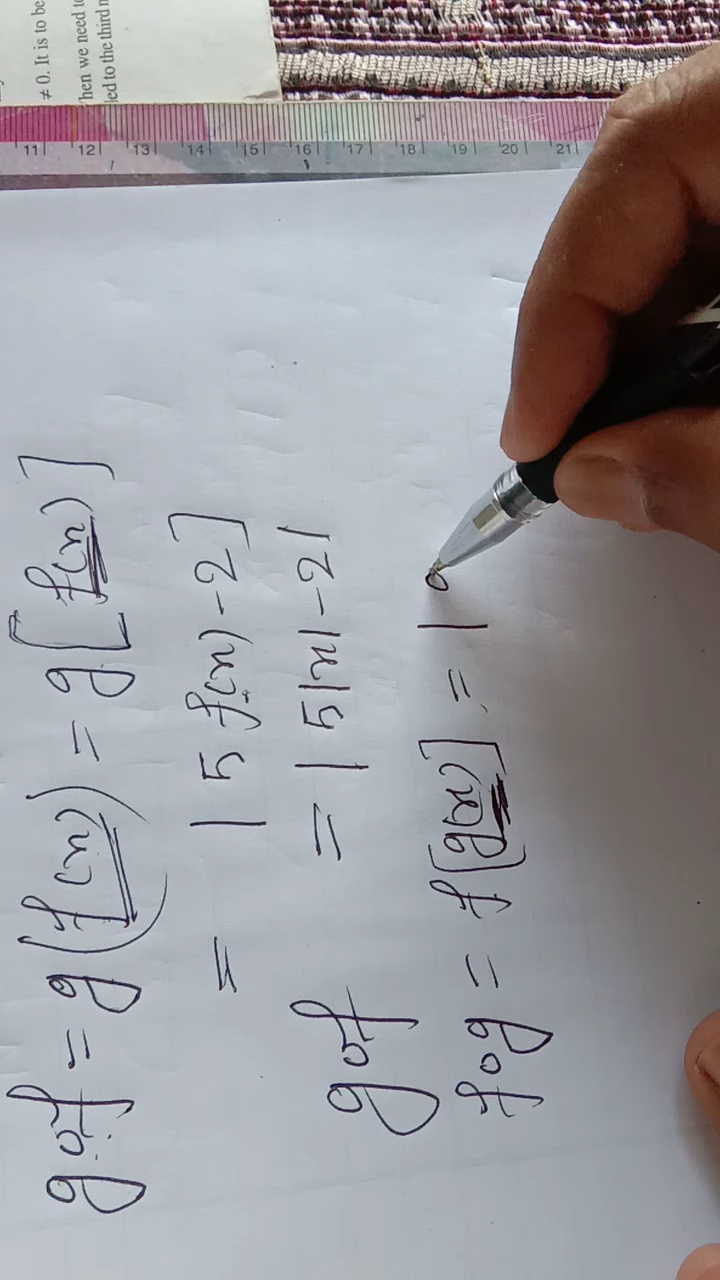 ≠ 0. It is to be
hen we need to
led to the third
11 12 13 14 15 16 17 18 19 20 21
gof = g(f(x)) = g[f(x)]
= | 5 f(x) - 2]
= | 5|x| - 2|
gof
fog = f[g(x)] = |